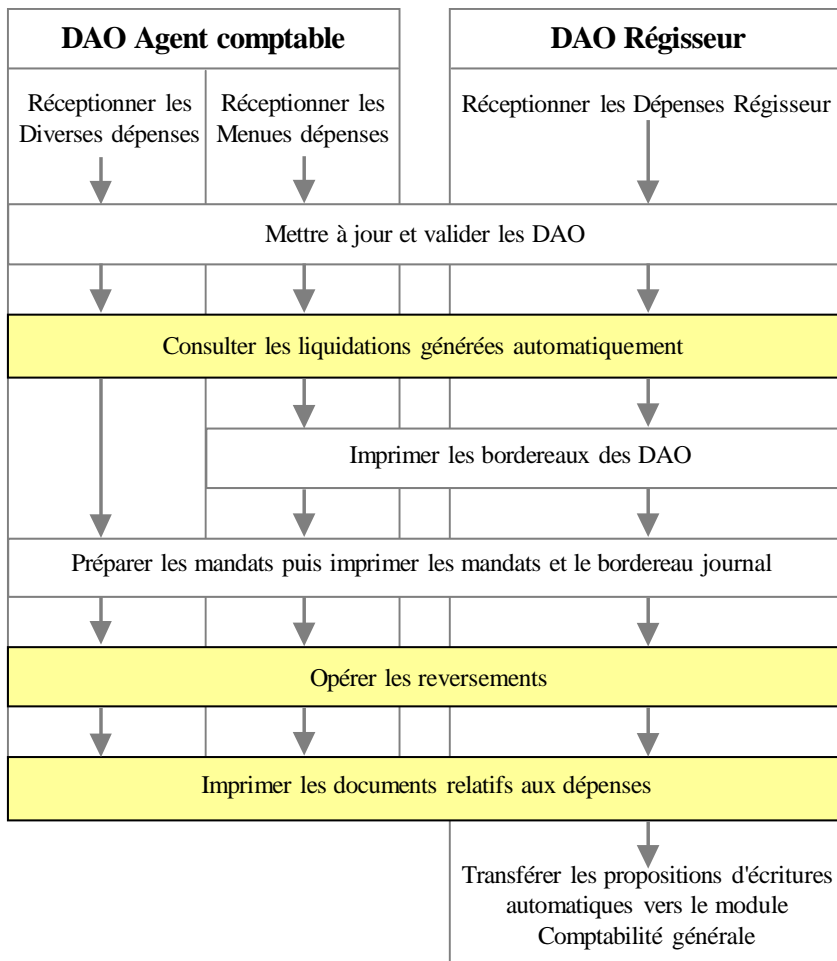 DAO Agent comptable
DAO Régisseur
Réceptionner les
Diverses dépenses
Réceptionner les
Menues dépenses
Réceptionner les Dépenses Régisseur
Mettre à jour et valider les DAO
Consulter les liquidations générées automatiquement
Imprimer les bordereaux des DAO
Préparer les mandats puis imprimer les mandats et le bordereau journal
Opérer les reversements
Imprimer les documents relatifs aux dépenses
Transférer les propositions d'écritures
automatiques vers le module
Comptabilité générale